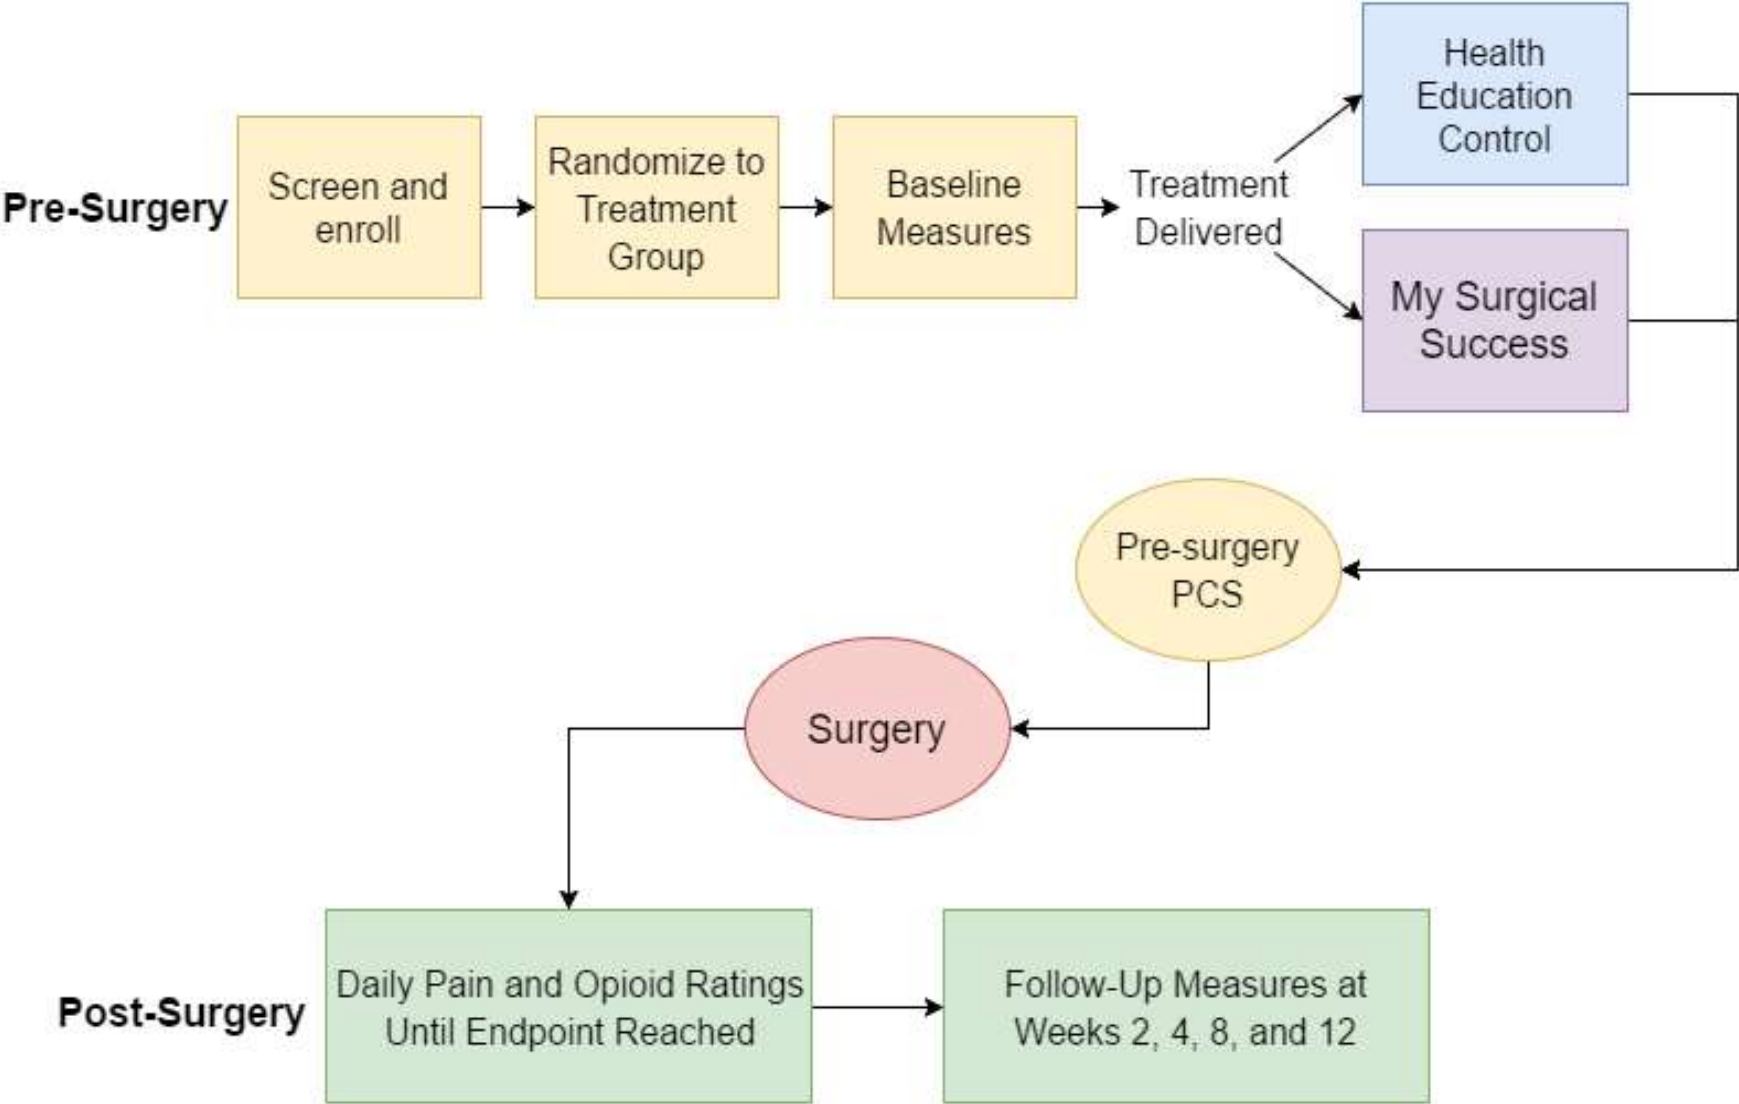 Pre-Surgery
Screen and
enroll
Randomize to
Treatment
Group
Baseline
Measures
Treatment
Delivered
Health
Education
Control
My Surgical
Success
Pre-surgery
PCS
Surgery
Post-Surgery
Daily Pain and Opioid Ratings
Until Endpoint Reached
Follow-Up Measures at
Weeks 2, 4, 8, and 12